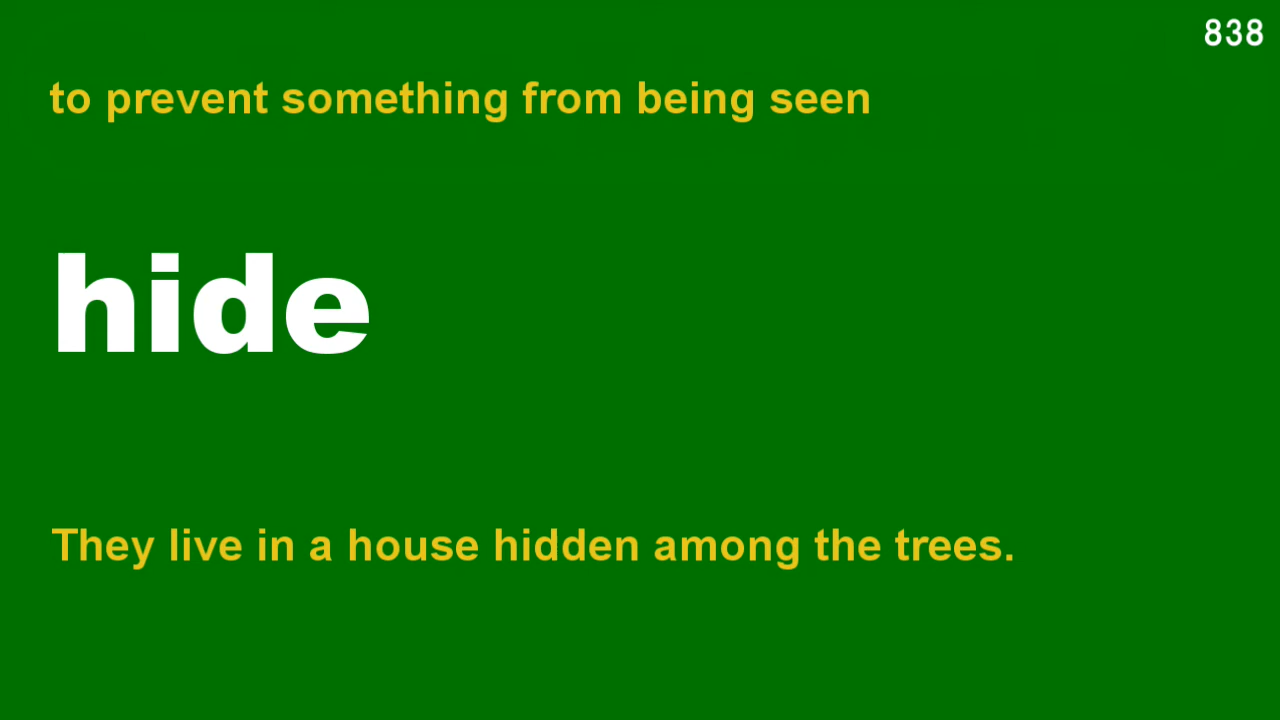 838
to prevent something from being seen
hide
They live in a house hidden among the trees.